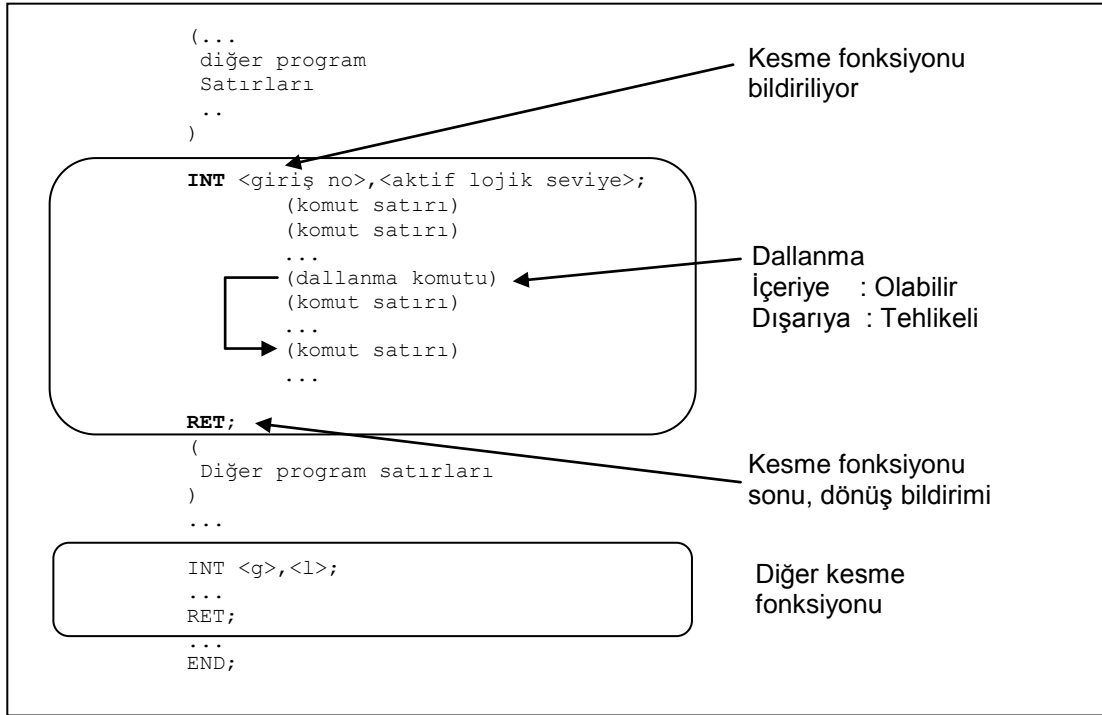 (...
diğer program
Satırları
..
)
Kesme fonksiyonu
bildiriliyor
INT <giriş no>,<aktif lojik seviye>;
(komut satırı)
(komut satırı)
...
(dallanma komutu)
(komut satırı)
...
(komut satırı)
...
Dallanma
İçeriye : Olabilir
Dışarıya : Tehlikeli
RET;
(
Diğer program satırları
)
...
Kesme fonksiyonu
sonu, dönüş bildirimi
INT <g>,<l>;
...
RET;
Diğer kesme
fonksiyonu
...
END;